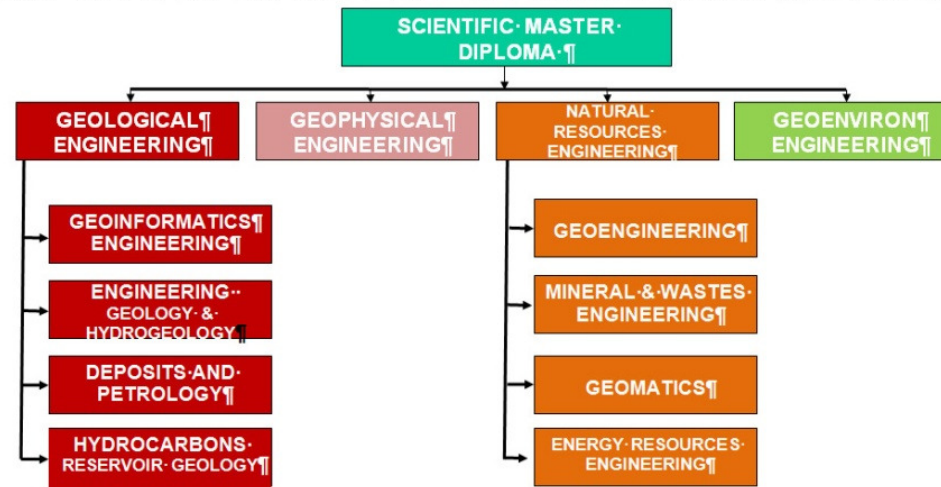 SCIENTIFIC· MASTER·
DIPLOMA·¶
GEOLOGICAL¶
ENGINEERING¶
GEOPHYSICAL¶
ENGINEERING¶
NATURAL·
RESOURCES·
ENGINEERING¶
GEOENVIRON
ENGINEERING¶
GEOINFORMATICS¶
ENGINEERING¶
ENGINEERING··
GEOLOGY· &·
HYDROGEOLOGY¶
DEPOSITS·AND·
PETROLOGY¶
HYDROCARBONS·
RESERVOIR· GEOLOGY¶
GEOENGINEERING¶
MINERAL·&·WASTES·
ENGINEERING¶
GEOMATICS¶
ENERGY· RESOURCES·
ENGINEERING¶